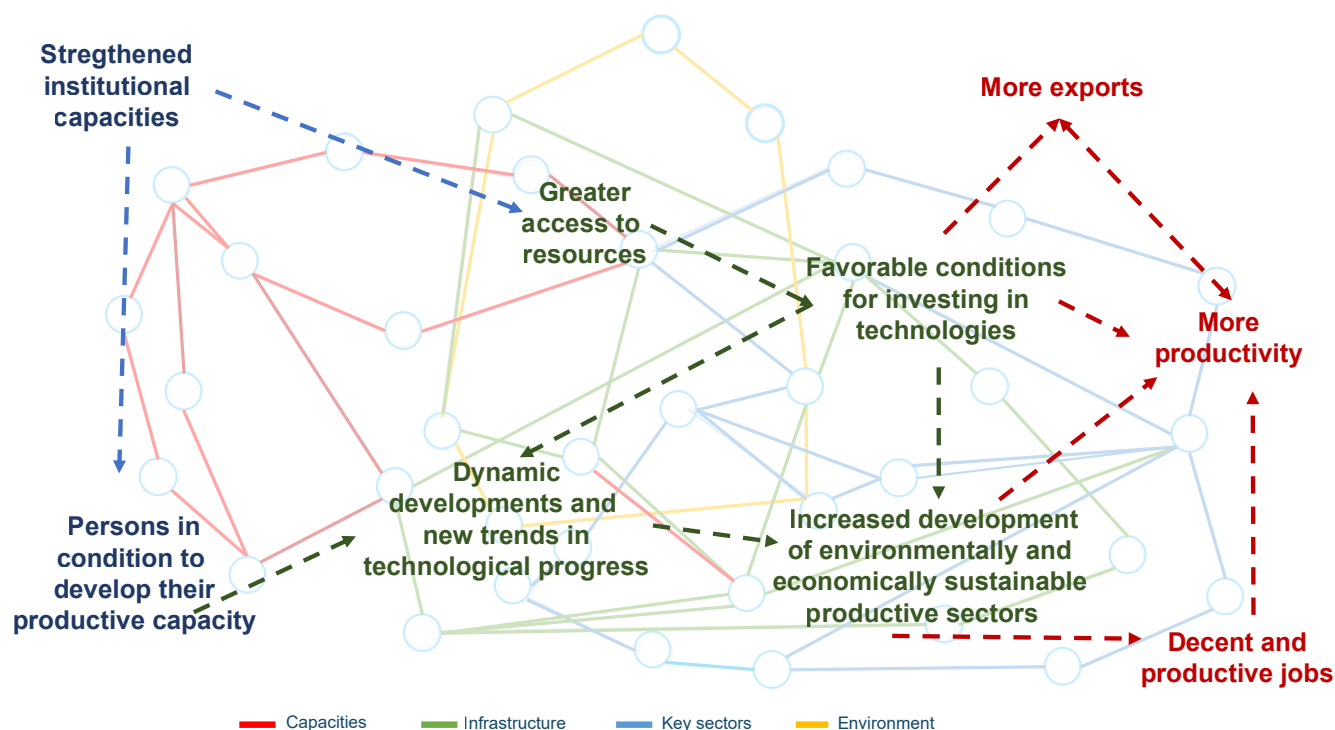 Stregthened
institutional
capacities
More exports
Greater
access to
resources
Favorable conditions
for investing in
technologies
More
productivity
Dynamic
developments and
new trends in
technological progress
Persons in
condition to
develop their
productive capacity
Increased development
of environmentally and
economically sustainable
productive sectors
Decent and
productive jobs
Capacities
Infrastructure
Key sectors
Environment